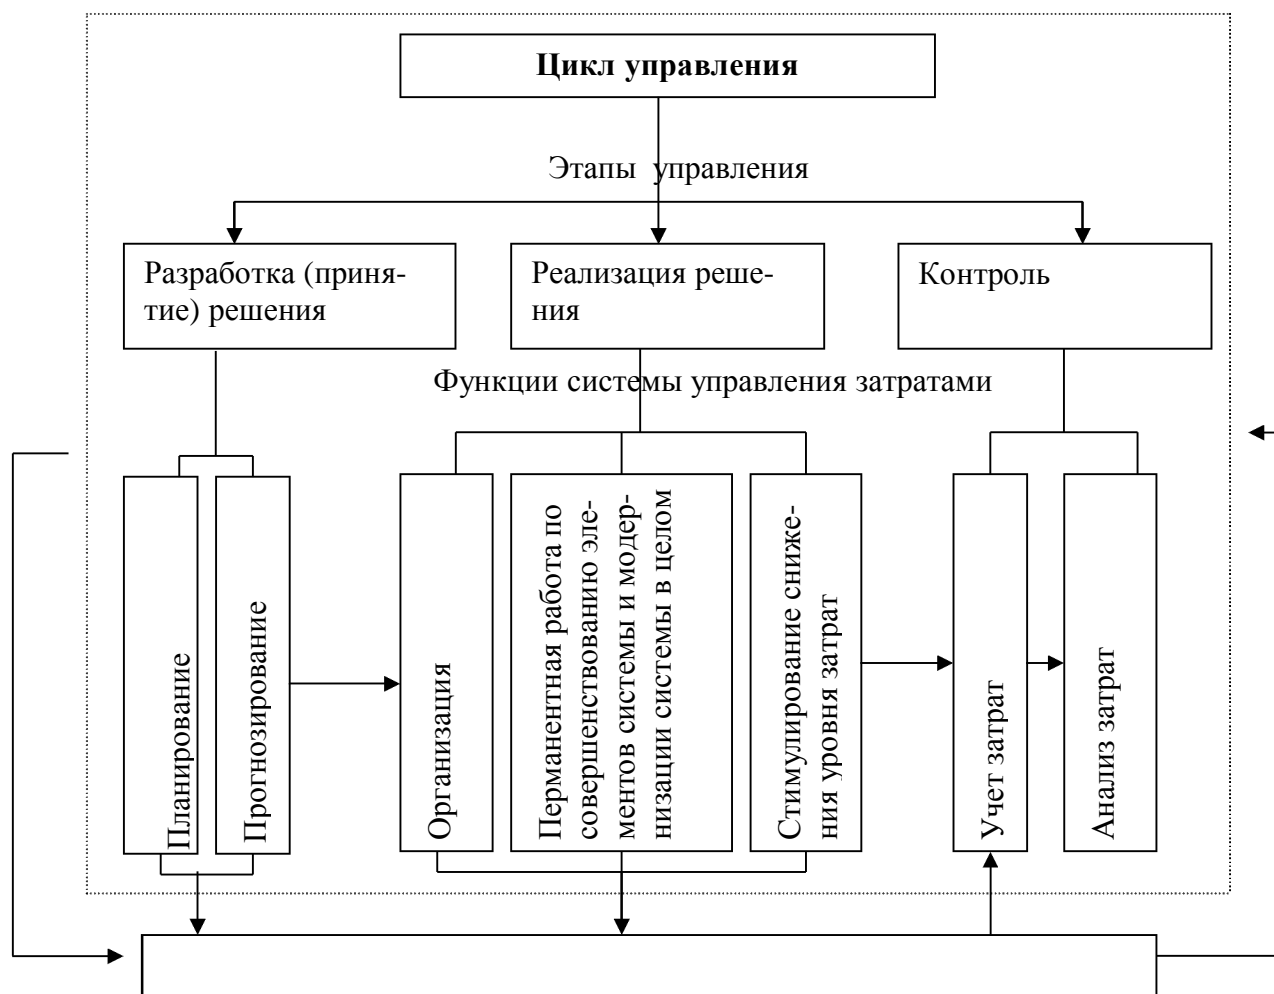 Цикл управления
Этапы управления
Разработка (приня-
тие) решения
Реализация реше-
ния
Контроль
Функции системы управления затратами
Планирование
Прогнозирование
Организация
Перманентная работа по
совершенствованию эле-
ментов системы и модер-
низации системы в целом
Стимулирование сниже-
ния уровня затрат
Учет затрат
Анализ затрат